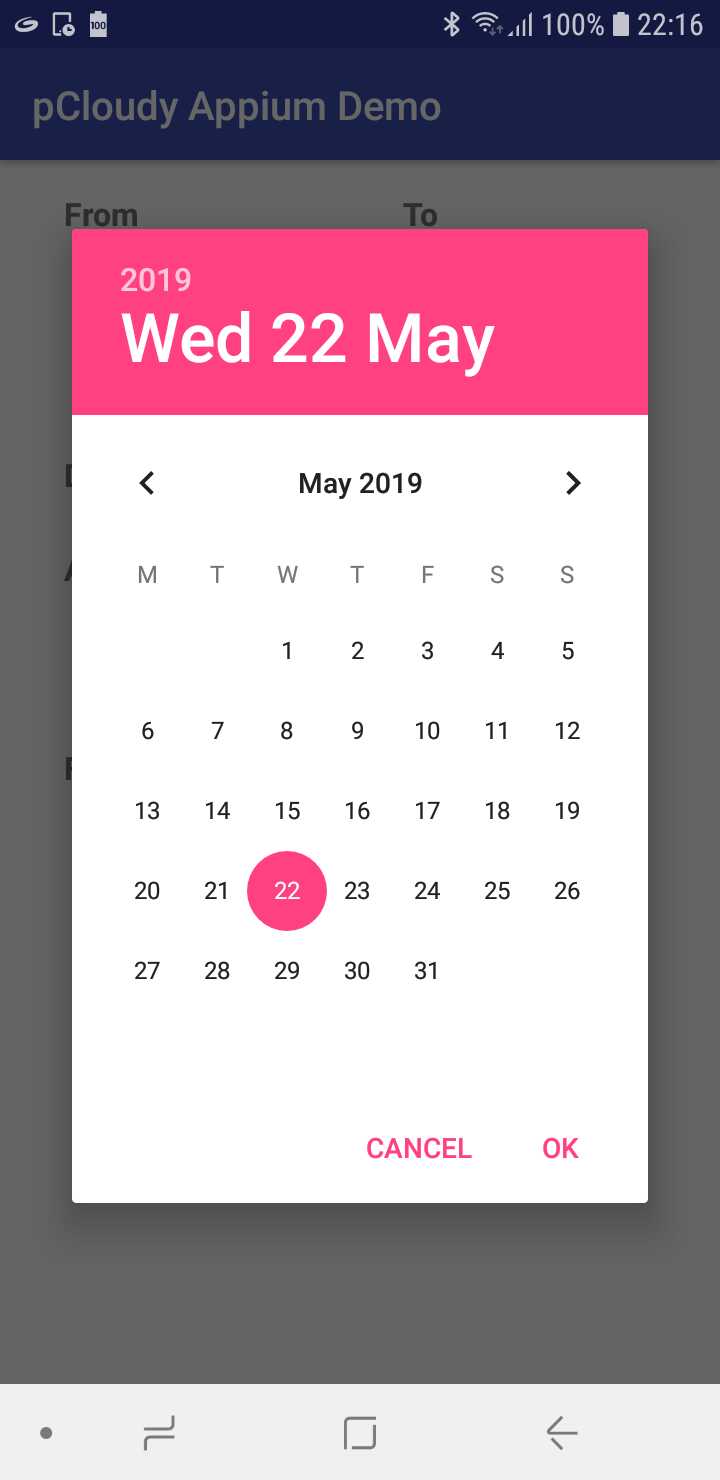 100 100% 22:16
pCloudy Appium Demo
From To
2019
Wed 22 May
May 2019
M T W T F S S
1 2 3 4 5
6 7 8 9 10 11 12
13 14 15 16 17 18 19
20 21 22 23 24 25 26
27 28 29 30 31
CANCEL OK